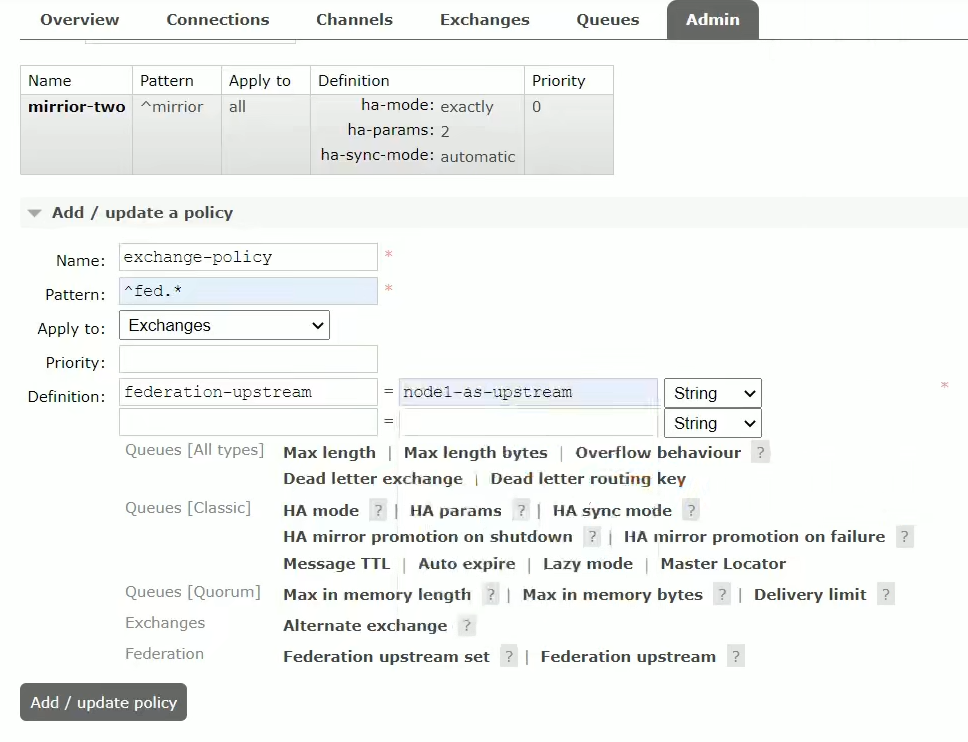 Overview Connections Channels Exchanges Queues Admin
Name Pattern Apply to Definition Priority
mirrior-two ^mirrior all ha-mode: exactly 0
ha-params: 2
ha-sync-mode: automatic
Add / update a policy
Name: exchange-policy *
Pattern: ^fed.* *
Apply to: Exchanges
Priority:
Definition: federation-upstream = node1-as-upstream String *
= String
Queues [All types] Max length | Max length bytes | Overflow behaviour ?
Dead letter exchange | Dead letter routing key
Queues [Classic] HA mode ? | HA params ? | HA sync mode ?
HA mirror promotion on shutdown ? | HA mirror promotion on failure ?
Message TTL | Auto expire | Lazy mode | Master Locator
Queues [Quorum] Max in memory length ? | Max in memory bytes ? | Delivery limit ?
Exchanges Alternate exchange ?
Federation Federation upstream set ? | Federation upstream ?
Add / update policy